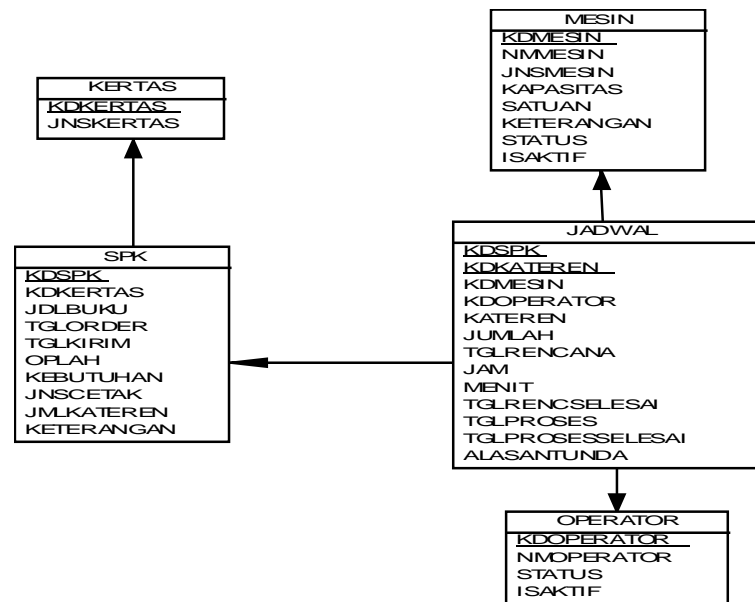 KERTAS
KDKERTAS
JNSKERTAS
MESIN
KDMESIN
NMMESIN
JNSMESIN
KAPASITAS
SATUAN
KETERANGAN
STATUS
ISAKTIF
SPK
KDSPK
KDKERTAS
JDLBUKU
TGLORDER
TGLKIRIM
OPLAH
KEBUTUHAN
JNSCETAK
JMLKATEREN
KETERANGAN
JADWAL
KDSPK
KDKATEREN
KDMESIN
KDOPERATOR
KATEREN
JUMLAH
TGLRENCANA
JAM
MENIT
TGLRENCSELESAI
TGLPROSES
TGLPROSESSELESAI
ALASANTUNDA
OPERATOR
KDOPERATOR
NMOPERATOR
STATUS
ISAKTIF